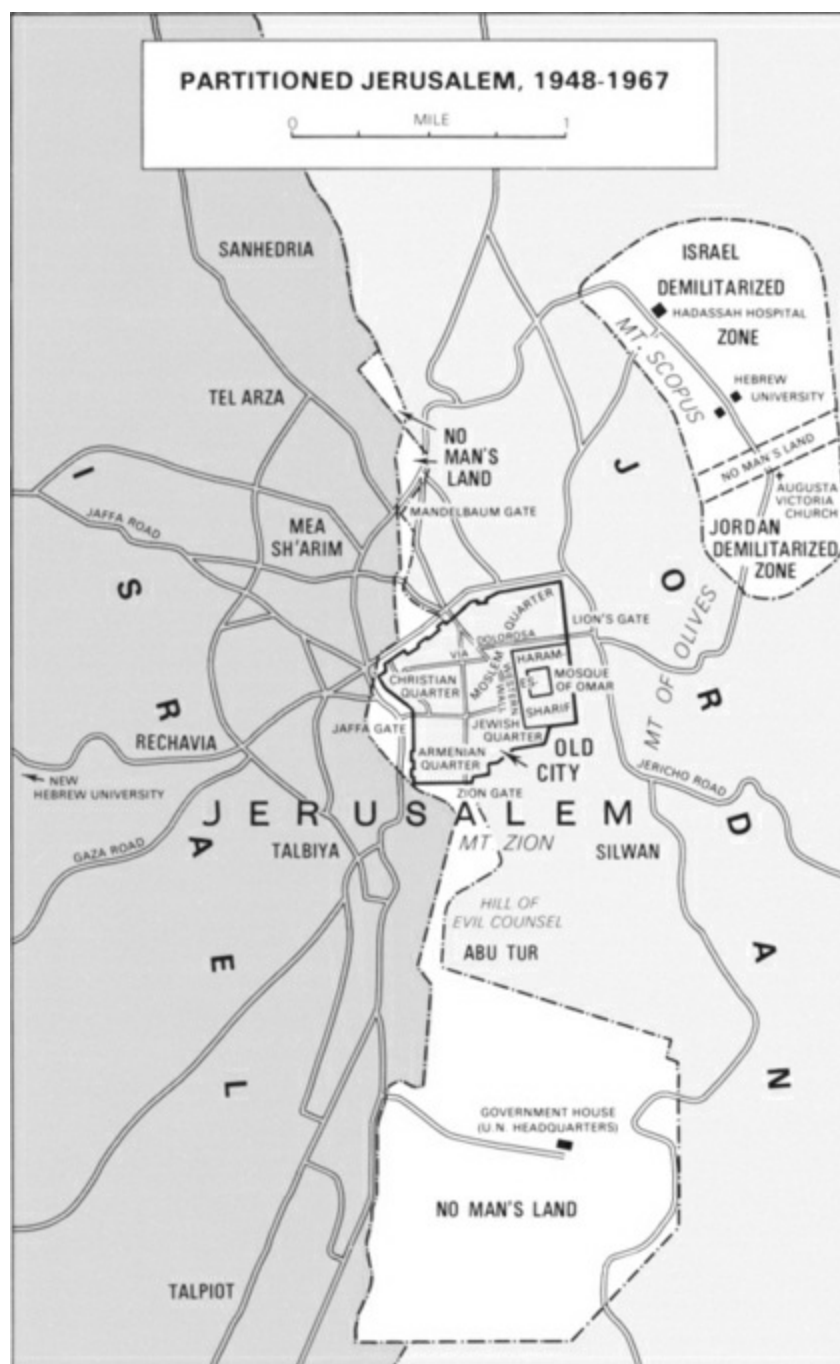 PARTITIONED JERUSALEM, 1948-1967
0 MILE 1
SANHEDRIA
ISRAEL
DEMILITARIZED
ZONE
HADASSAH HOSPITAL
MT. SCOPUS
HEBREW
UNIVERSITY
TEL ARZA
NO
MAN'S
LAND
NO MAN'S LAND
AUGUSTA
VICTORIA
CHURCH
MANDELBAUM GATE
JAFFA ROAD
MEA
SH'ARIM
JORDAN
DEMILITARIZED
ZONE
MT OF OLIVES
LION'S GATE
VIA DOLOROSA
MOSLEM QUARTER
CHRISTIAN
QUARTER
HARAM-
ES-
SHARIF
MOSQUE
OF OMAR
WESTERN
WALL
JEWISH
QUARTER
JAFFA GATE
ARMENIAN
QUARTER
OLD
CITY
RECHAVIA
NEW
HEBREW UNIVERSITY
ZION GATE
JERICHO ROAD
JERUSALEM
GAZA ROAD
TALBIYA
MT. ZION
SILWAN
HILL OF
EVIL COUNSEL
ABU TUR
ISRAEL
JORDAN
GOVERNMENT HOUSE
(U.N. HEADQUARTERS)
NO MAN'S LAND
TALPIOT